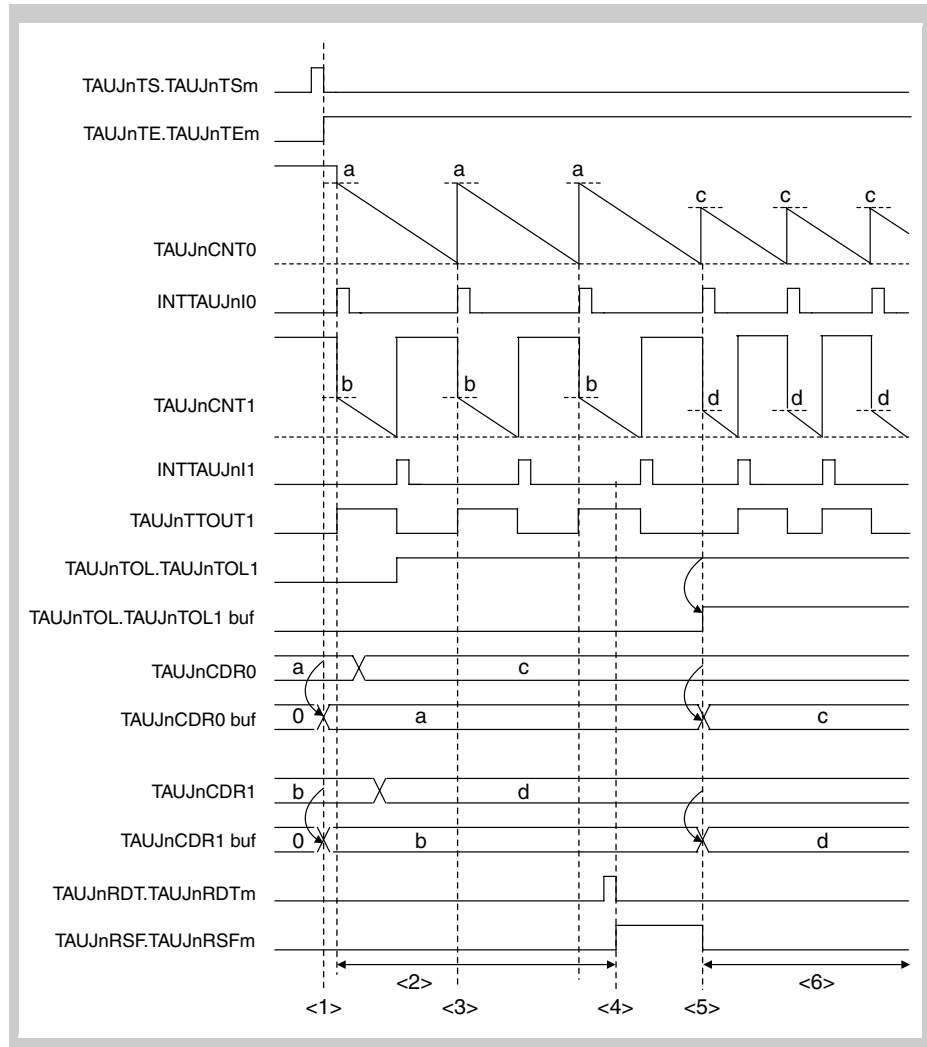 TAUJnTS.TAUJnTSm
TAUJnTE.TAUJnTEm
a a a c c c
TAUJnCNT0
INTTAUJnI0
b b b d d d
TAUJnCNT1
INTTAUJnI1
TAUJnTTOUT1
TAUJnTOL.TAUJnTOL1
TAUJnTOL.TAUJnTOL1 buf
TAUJnCDR0 a c
TAUJnCDR0 buf 0 a c
TAUJnCDR1 b d
TAUJnCDR1 buf 0 b d
TAUJnRDT.TAUJnRDTm
TAUJnRSF.TAUJnRSFm
<2> <6>
<1> <3> <4> <5>